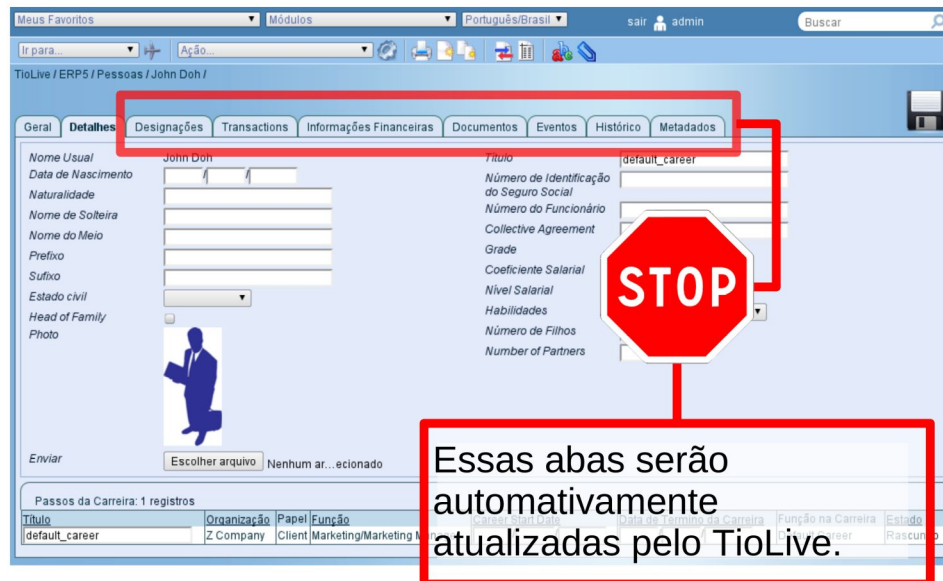 Meus Favoritos Módulos Português/Brasil sair admin Buscar
Ir para... Ação...
TioLive / ERP5 / Pessoas / John Doh /
Geral Detalhes Designações Transactions Informações Financeiras Documentos Eventos Histórico Metadados
Nome Usual John Doh
Data de Nascimento / /
Naturalidade
Nome de Solteira
Nome do Meio
Prefixo
Sufixo
Estado civil
Head of Family
Photo
Enviar Escolher arquivo Nenhum ar...ecionado
Título default_career
Número de Identificação
do Seguro Social
Número do Funcionário
Collective Agreement
Grade
Coeficiente Salarial
Nível Salarial
Habilidades
Número de Filhos
Number of Partners
STOP
Essas abas serão
automativamente
atualizadas pelo TioLive.
Passos da Carreira: 1 registros
Título Organização Papel Função Career Start Date Data de Termino da Carreira Função na Carreira Estado
default_career Z Company Client Marketing/Marketing Career Rascunho